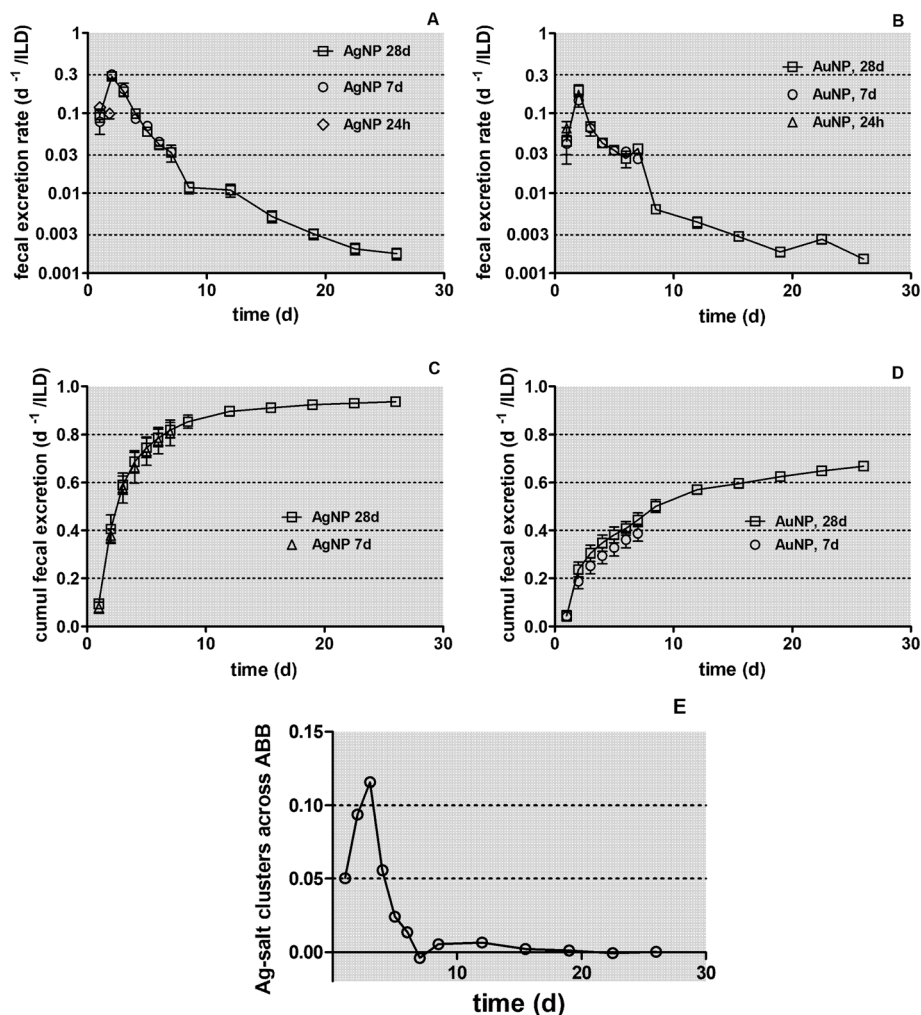 A
fecal excretion rate (d -1 /ILD)
1
0.3
0.1
0.03
0.01
0.003
0.001
AgNP 28d
AgNP 7d
AgNP 24h
0 10 20 30
time (d)
B
fecal excretion rate (d -1 /ILD)
1
0.3
0.1
0.03
0.01
0.003
0.001
AuNP, 28d
AuNP, 7d
AuNP, 24h
0 10 20 30
time (d)
C
cumul fecal excretion (d -1 /ILD)
1.0
0.8
0.6
0.4
0.2
0.0
AgNP 28d
AgNP 7d
0 10 20 30
time (d)
D
cumul fecal excretion (d -1 /ILD)
1.0
0.8
0.6
0.4
0.2
0.0
AuNP, 28d
AuNP, 7d
0 10 20 30
time (d)
E
Ag-salt clusters across ABB
0.15
0.10
0.05
0.00
10 20 30
time (d)